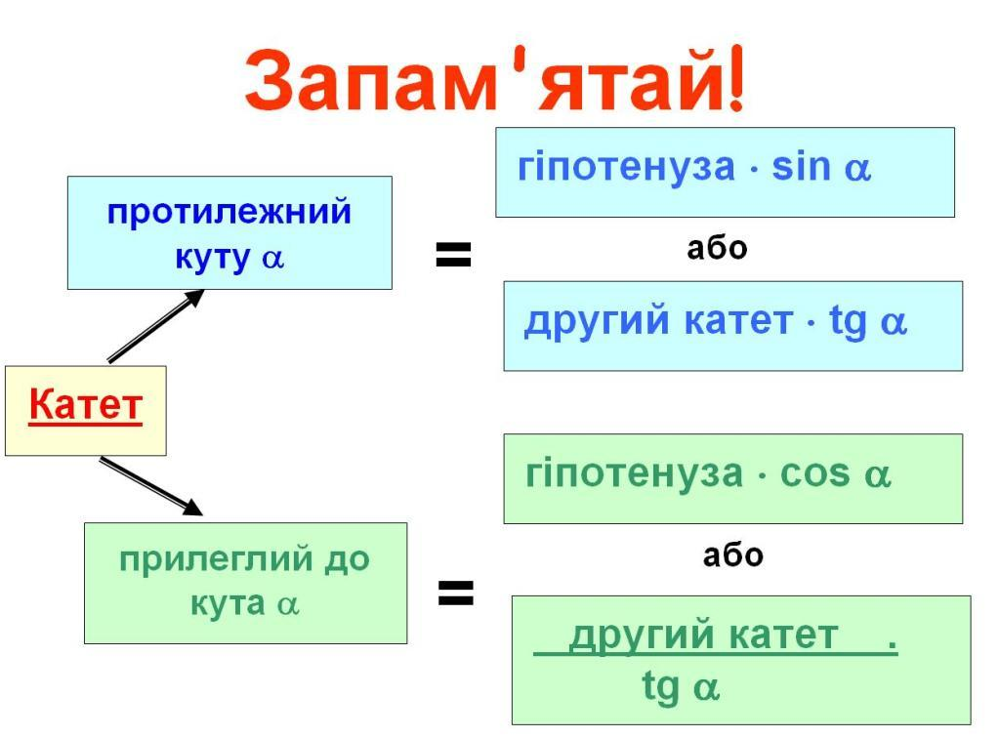 Запам'ятай!
протилежний
куту α
=
гіпотенуза · sin α
або
другий катет · tg α
Катет
прилеглий до
кута α
=
гіпотенуза · cos α
або
другий катет .
tg α